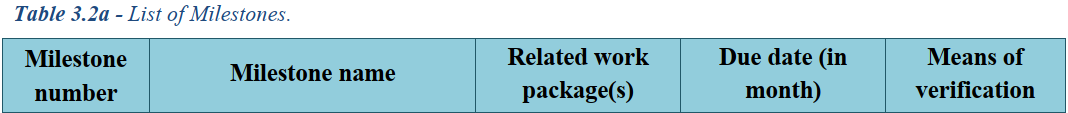 Table 3.2a - List of Milestones.
Milestone number
Milestone name
Related work package(s)
Due date (in month)
Means of verification